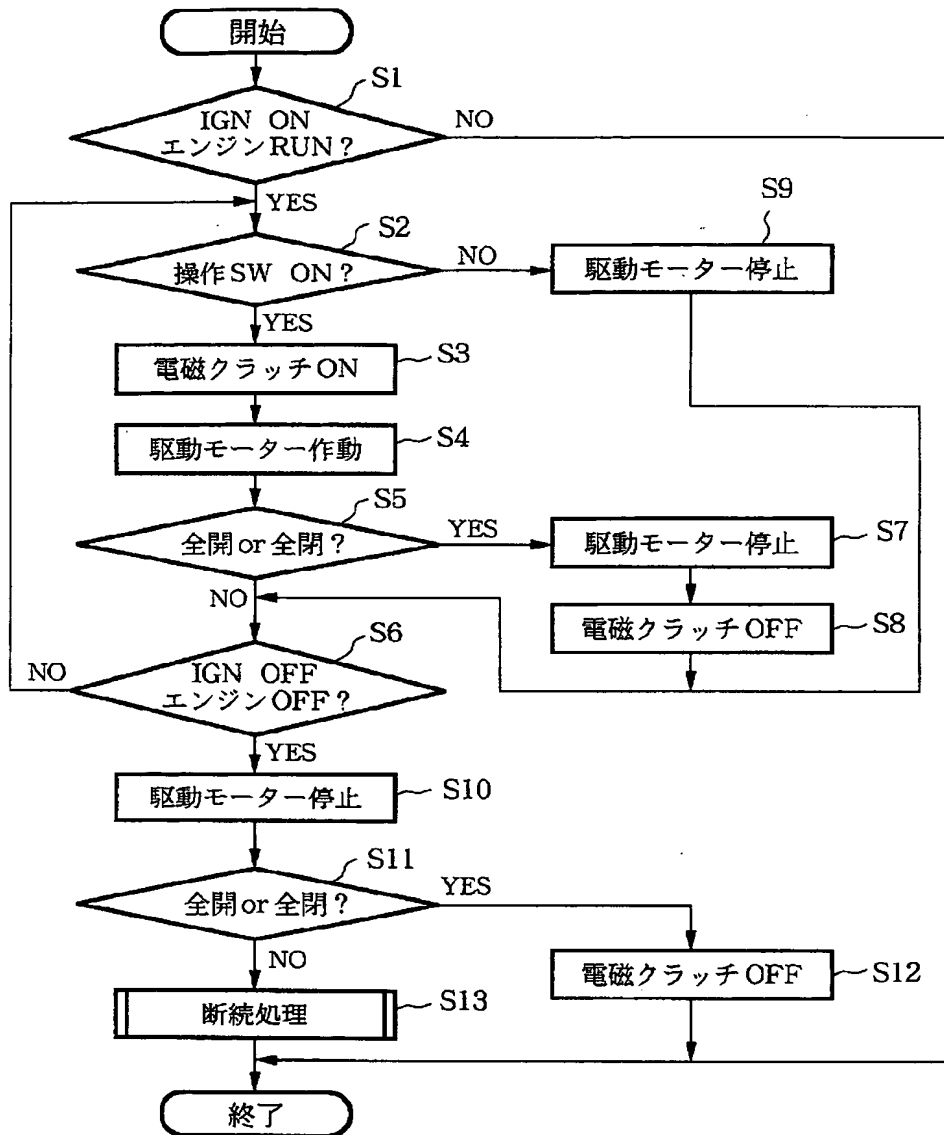 開始
S1
IGN ON
エンジンRUN?
NO
YES
S2
操作SW ON?
NO
S9
駆動モーター停止
YES
電磁クラッチON
S3
駆動モーター作動
S4
S5
全開or全閉?
YES
駆動モーター停止
S7
NO
電磁クラッチOFF
S8
S6
NO
IGN OFF
エンジンOFF?
YES
駆動モーター停止
S10
S11
全開or全閉?
YES
NO
電磁クラッチOFF
S12
断続処理
S13
終了